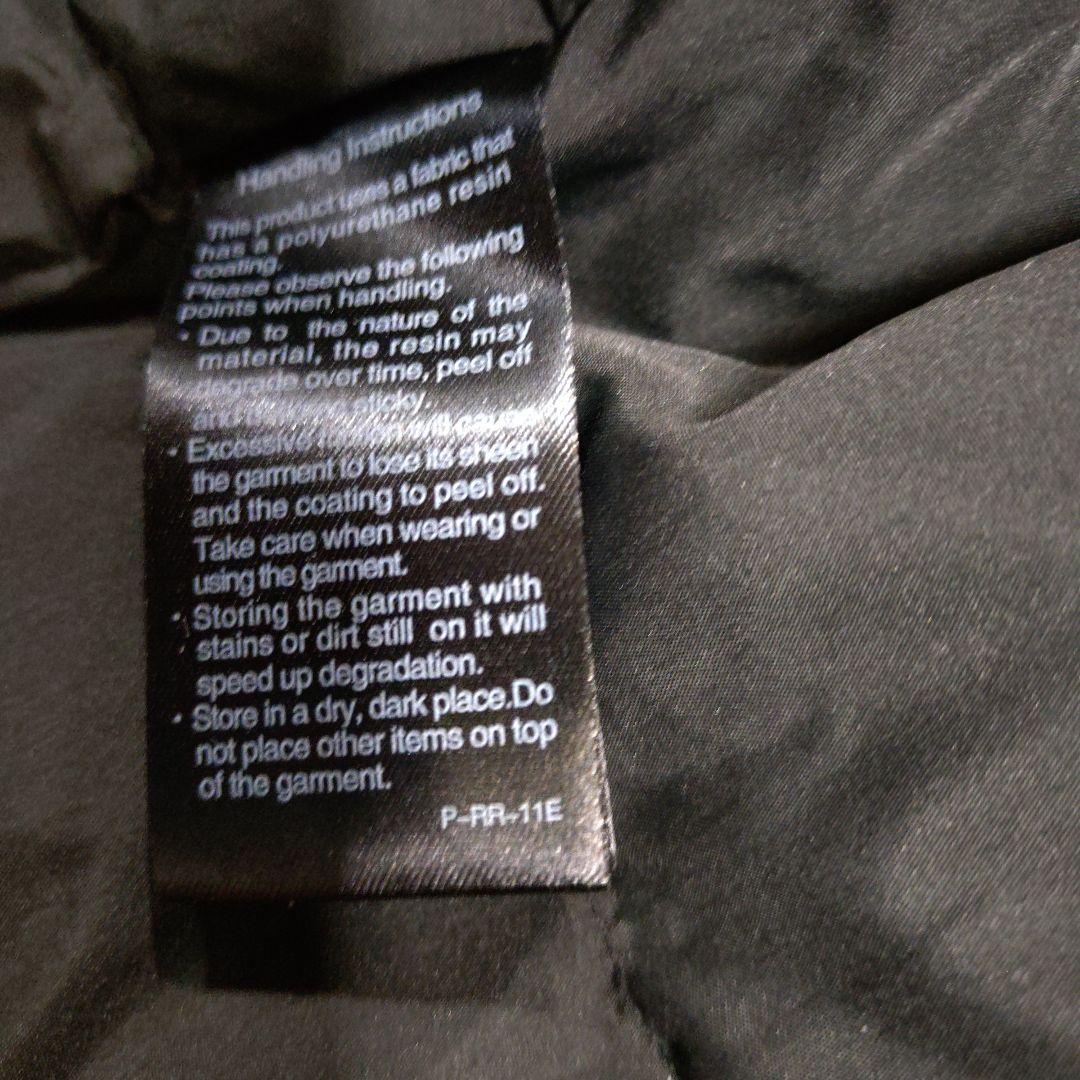 Handling Instructions
This product uses a fabric that
has a polyurethane resin
coating.
Please observe the following
points when handling.
· Due to the nature of the
material, the resin may
degrade over time, peel off
and sticky.
· Excessive will cause
the garment to lose its sheen
and the coating to peel off.
Take care when wearing or
using the garment.
· Storing the garment with
stains or dirt still on it will
speed up degradation.
· Store in a dry, dark place.Do
not place other items on top
of the garment.
P-RR-11E